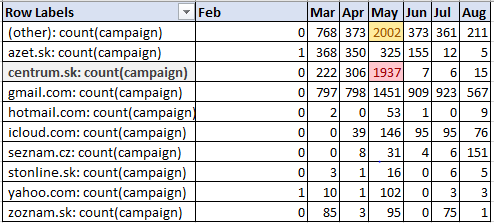 Row Labels Feb Mar Apr May Jun Jul Aug
(other): count(campaign) 0 768 373 2002 373 361 211
azet.sk: count(campaign) 1 368 350 325 155 12 5
centrum.sk: count(campaign) 0 222 306 1937 7 6 15
gmail.com: count(campaign) 0 797 798 1451 909 923 567
hotmail.com: count(campaign) 0 2 0 53 1 0 9
icloud.com: count(campaign) 0 0 39 146 95 95 76
seznam.cz: count(campaign) 0 0 8 31 4 6 151
stonline.sk: count(campaign) 0 3 1 16 0 6 5
yahoo.com: count(campaign) 1 10 1 102 0 3 3
zoznam.sk: count(campaign) 0 85 3 95 0 75 1